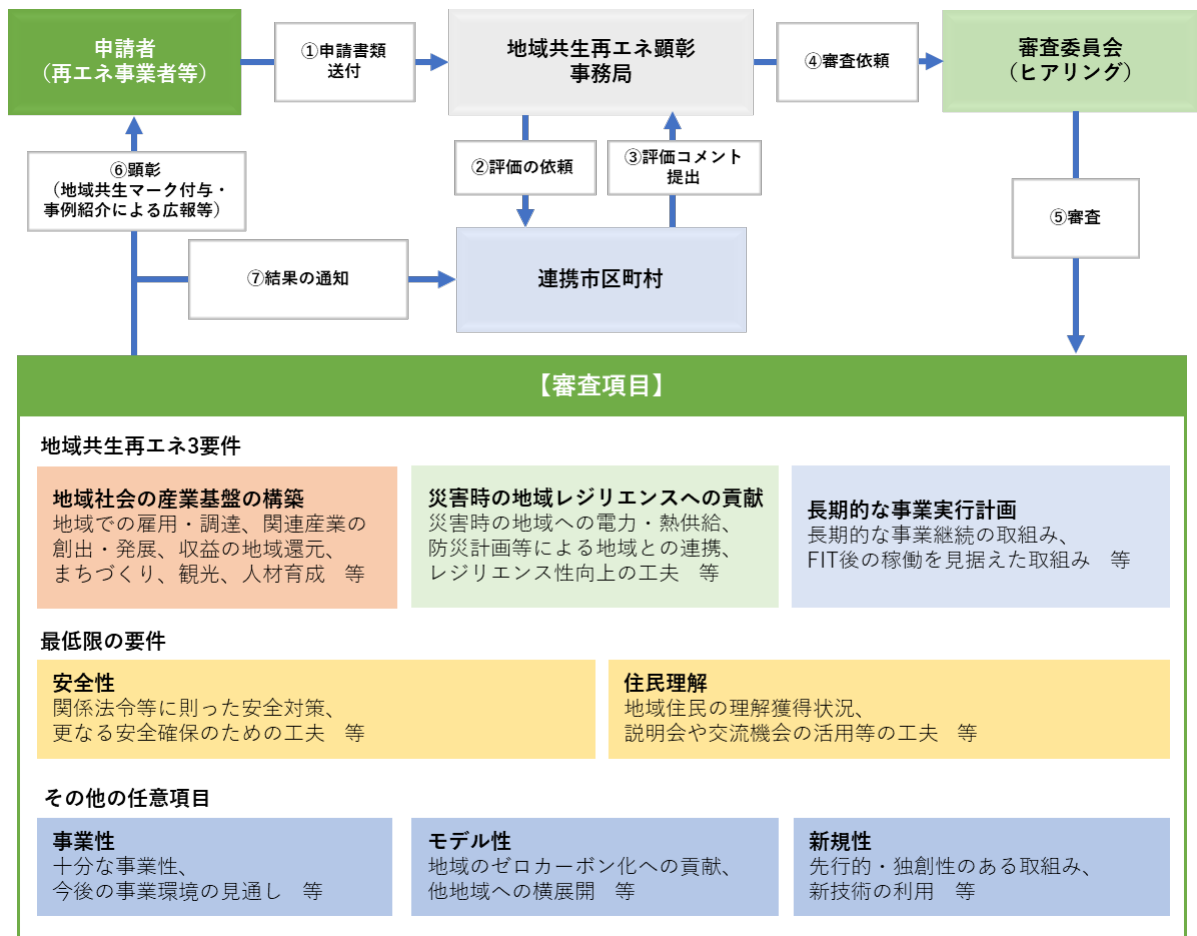 申請者
（再エネ事業者等）
①申請書類
送付
地域共生再エネ顕彰
事務局
④審査依頼
審査委員会
（ヒアリング）
⑥顕彰
（地域共生マーク付与・
事例紹介による広報等）
②評価の依頼
③評価コメント
提出
⑤審査
⑦結果の通知
連携市区町村
【審査項目】
地域共生再エネ3要件
地域社会の産業基盤の構築
地域での雇用・調達、関連産業の
創出・発展、収益の地域還元、
まちづくり、観光、人材育成　等
災害時の地域レジリエンスへの貢献
災害時の地域への電力・熱供給、
防災計画等による地域との連携、
レジリエンス性向上の工夫　等
長期的な事業実行計画
長期的な事業継続の取組み、
FIT後の稼働を見据えた取組み　等
最低限の要件
安全性
関係法令等に則った安全対策、
更なる安全確保のための工夫　等
住民理解
地域住民の理解獲得状況、
説明会や交流機会の活用等の工夫　等
その他の任意項目
事業性
十分な事業性、
今後の事業環境の見通し　等
モデル性
地域のゼロカーボン化への貢献、
他地域への横展開　等
新規性
先行的・独創性のある取組み、
新技術の利用　等